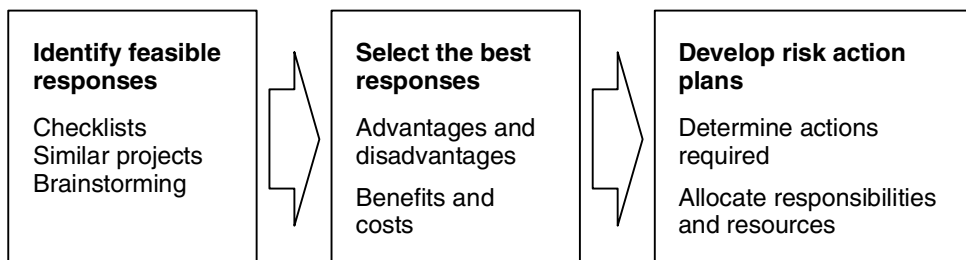 Identify feasible
responses
Checklists
Similar projects
Brainstorming
Select the best
responses
Advantages and
disadvantages
Benefits and
costs
Develop risk action
plans
Determine actions
required
Allocate responsibilities
and resources